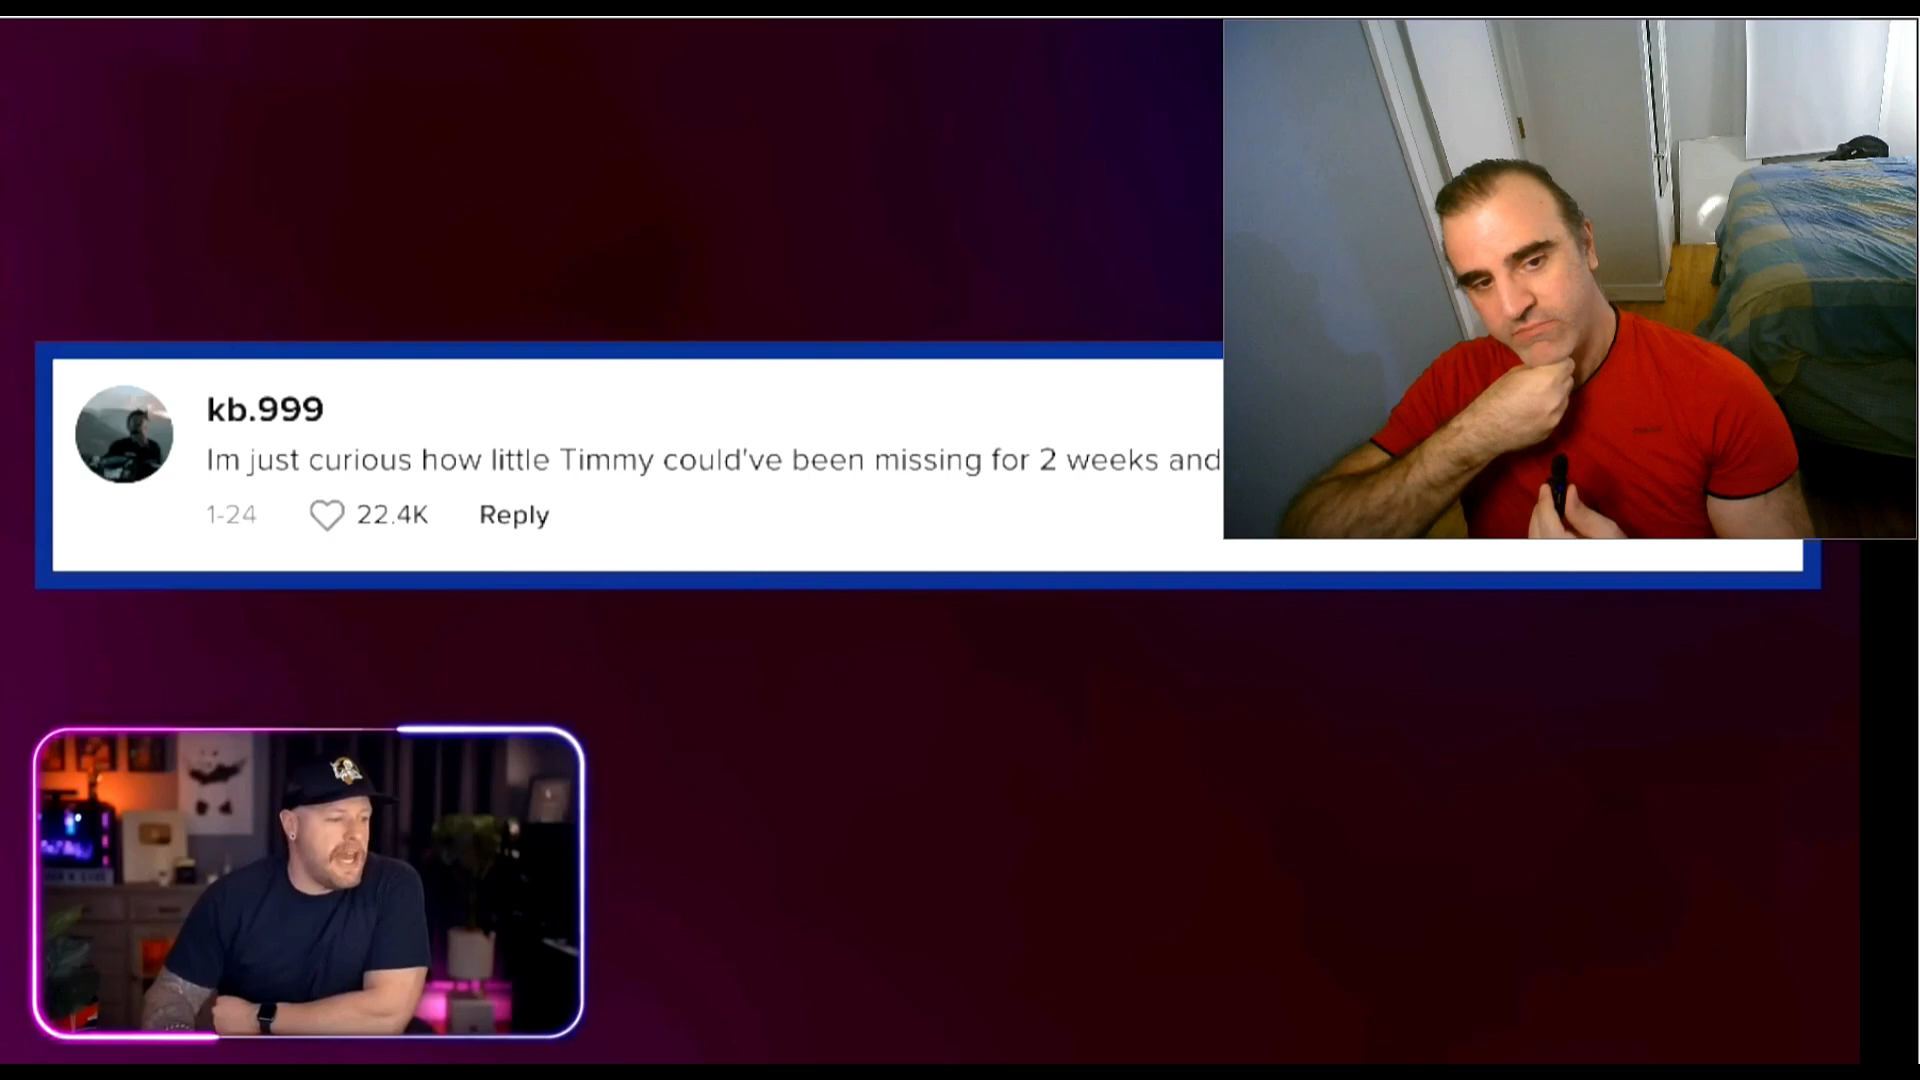 kb.999
Im just curious how little Timmy could've been missing for 2 weeks and
1-24 22.4K Reply